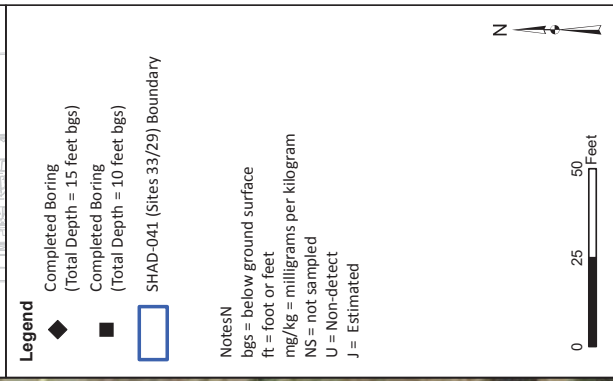 Legend
Completed Boring
(Total Depth = 15 feet bgs)
Completed Boring
(Total Depth = 10 feet bgs)
SHAD-041 (Sites 33/29) Boundary
NotesN
bgs = below ground surface
ft = foot or feet
mg/kg = milligrams per kilogram
NS = not sampled
U = Non-detect
J = Estimated
N
0 25 50
Feet